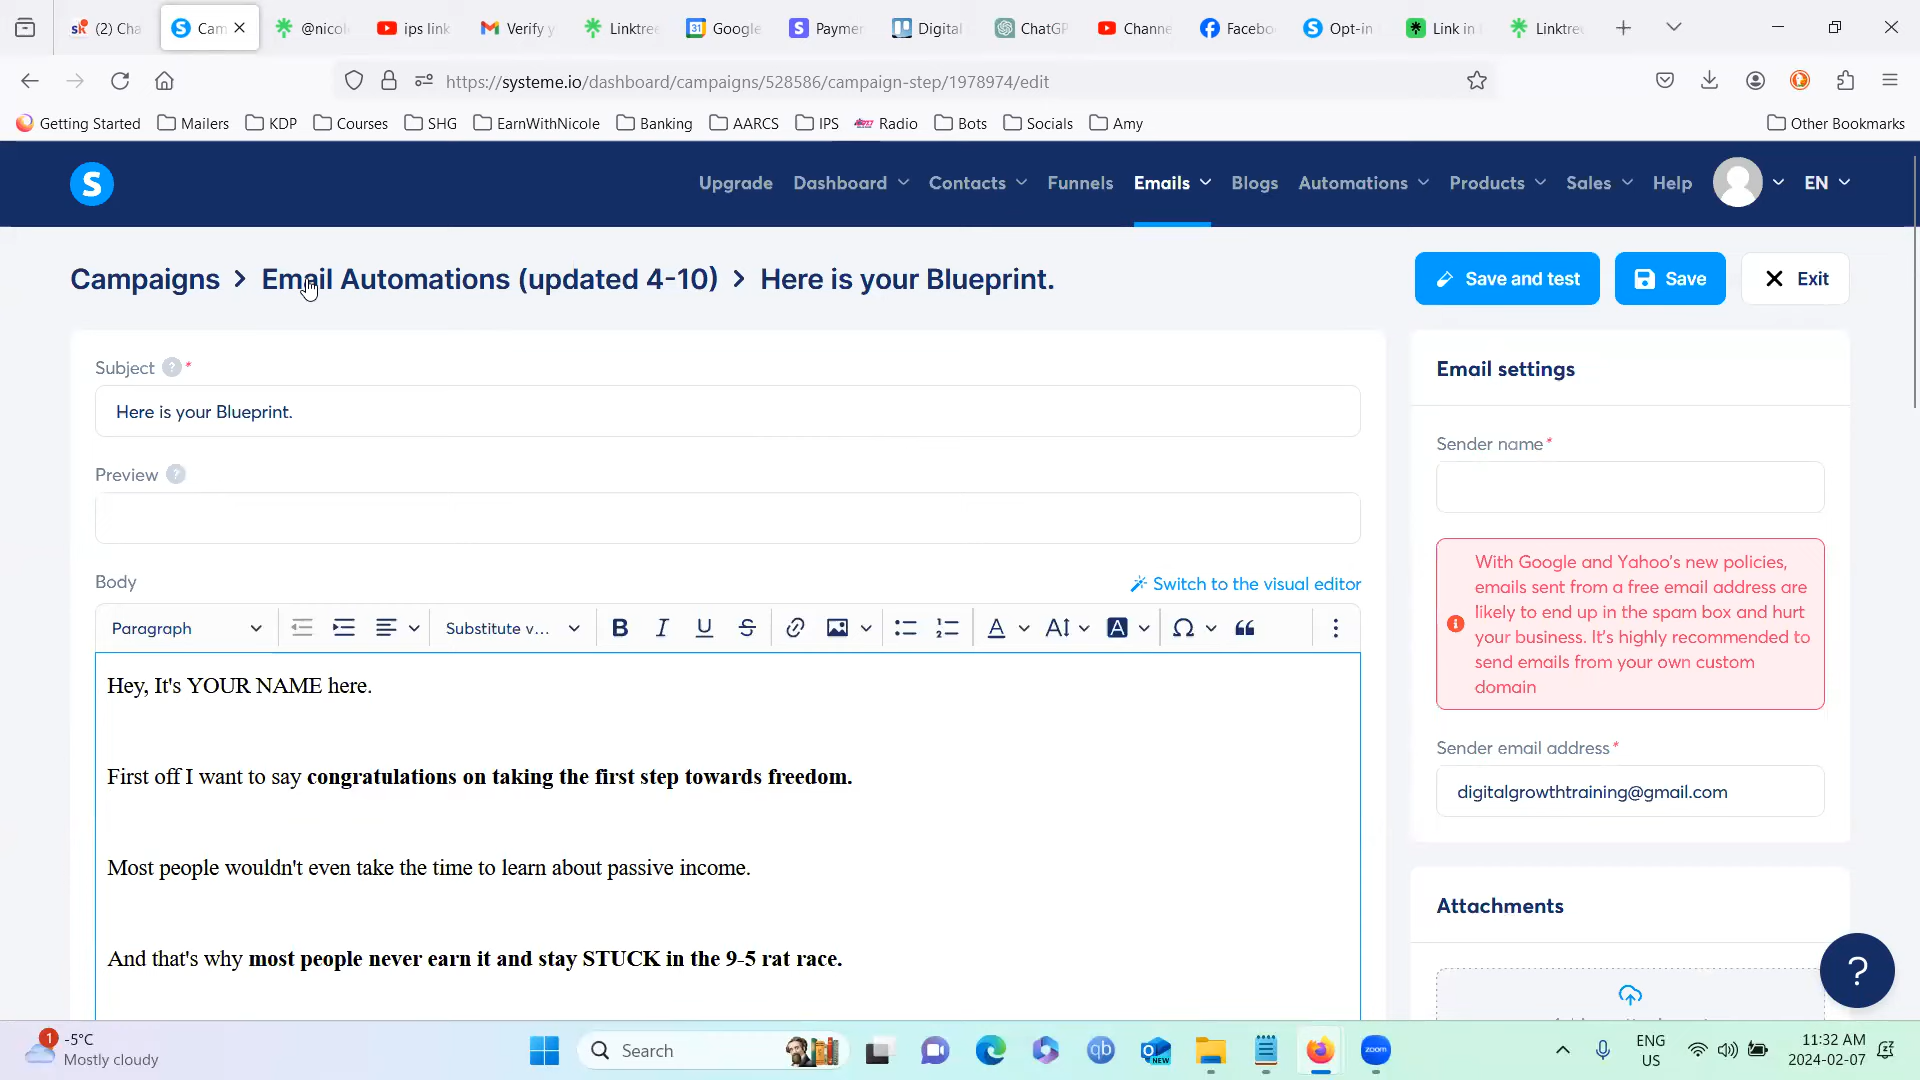 (2) Cha
Cam
@nicol
ips link
Verify y
Linktree
Google
Paymer
Digital
ChatGP
Channe
Facebo
Opt-in
Link in
Linktree
https://systeme.io/dashboard/campaigns/528586/campaign-step/1978974/edit
Getting Started
Mailers
KDP
Courses
SHG
EarnWithNicole
Banking
AARCS
IPS
Radio
Bots
Socials
Amy
Other Bookmarks
S
Upgrade
Dashboard
Contacts
Funnels
Emails
Blogs
Automations
Products
Sales
Help
EN
Campaigns > Email Automations (updated 4-10) > Here is your Blueprint.
Save and test
Save
Exit
Subject ? *
Here is your Blueprint.
Preview ?
Body
Switch to the visual editor
Paragraph
Substitute v...
B I U S
Hey, It's YOUR NAME here.
First off I want to say congratulations on taking the first step towards freedom.
Most people wouldn't even take the time to learn about passive income.
And that's why most people never earn it and stay STUCK in the 9-5 rat race.
Email settings
Sender name*
With Google and Yahoo's new policies,
emails sent from a free email address are
likely to end up in the spam box and hurt
your business. It's highly recommended to
send emails from your own custom
domain
Sender email address*
digitalgrowthtraining@gmail.com
Attachments
?
1
-5°C
Mostly cloudy
Search
qb
NEW
zoom
ENG
US
11:32 AM
2024-02-07